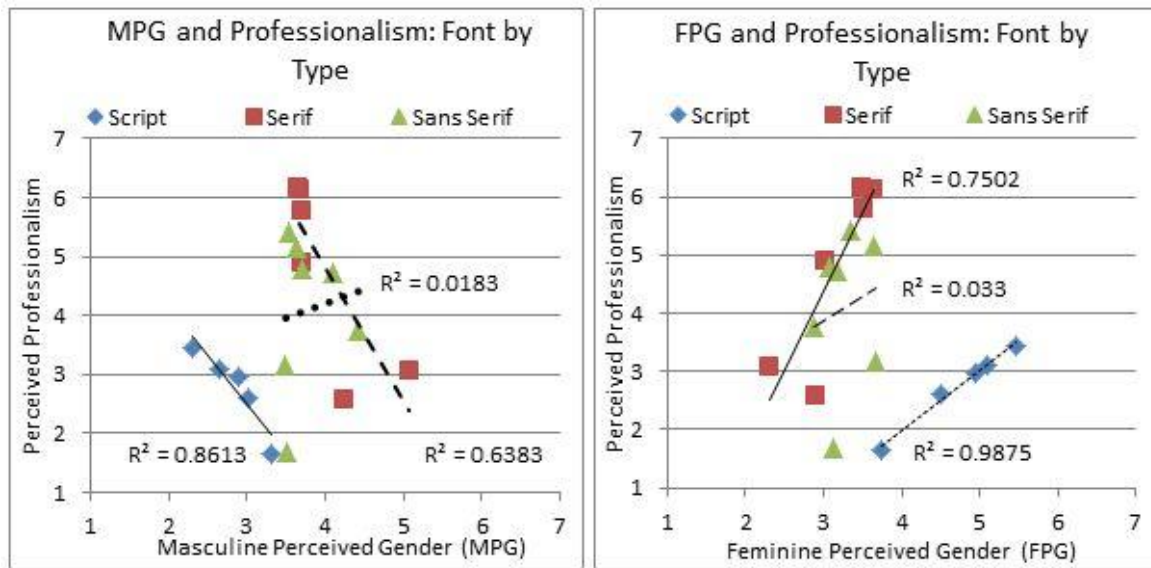 MPG and Professionalism: Font by
Type
Script Serif Sans Serif
7
6
5
4
3
2
1
Perceived Professionalism
R² = 0.0183
R² = 0.8613
R² = 0.6383
1 2 3 4 5 6 7
Masculine Perceived Gender (MPG)
FPG and Professionalism: Font by
Type
Script Serif Sans Serif
7
6
5
4
3
2
1
Perceived Professionalism
R² = 0.7502
R² = 0.033
R² = 0.9875
1 2 3 4 5 6 7
Feminine Perceived Gender (FPG)